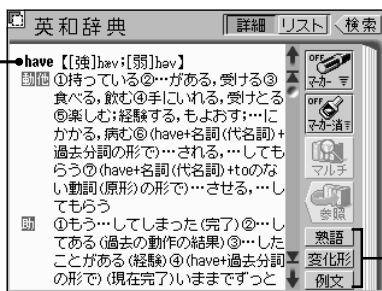 英和辞典
詳細 リスト 検索
have【[強]hæv;[弱]həv】
動 他 ①持っている②…がある,受ける③
食べる,飲む④手にいれる,受けとる
⑤楽しむ;経験する,もよおす;…に
かかる,病む⑥(have+名詞(代名詞)+
過去分詞の形で)…される,…しても
らう⑦(have+名詞(代名詞)+toのな
い動詞(原形)の形で)…させる,…し
てもらう
助 ①もう…してしまった(完了)②…し
てある(過去の動作の結果)③…した
ことがある(経験)④(have+過去分詞
の形で)(現在完了)いままでずっと
OFF
マーカー
OFF
マーカー消
マルチ
参照
熟語
変化形
例文